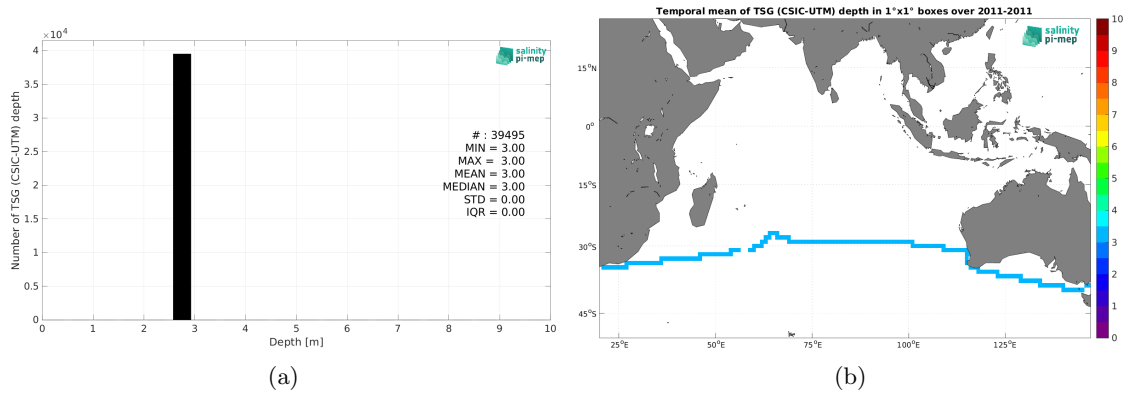 ×10⁴
4
3.5
3
2.5
2
1.5
1
0.5
0
Number of TSG (CSIC-UTM) depth
salinity
pi-mep
# : 39495
MIN = 3.00
MAX = 3.00
MEAN = 3.00
MEDIAN = 3.00
STD = 0.00
IQR = 0.00
0 1 2 3 4 5 6 7 8 9 10
Depth [m]
(a)
Temporal mean of TSG (CSIC-UTM) depth in 1°x1° boxes over 2011-2011
salinity
pi-mep
15°N
0°
15°S
30°S
45°S
25°E 50°E 75°E 100°E 125°E
10
9
8
7
6
5
4
3
2
1
0
(b)